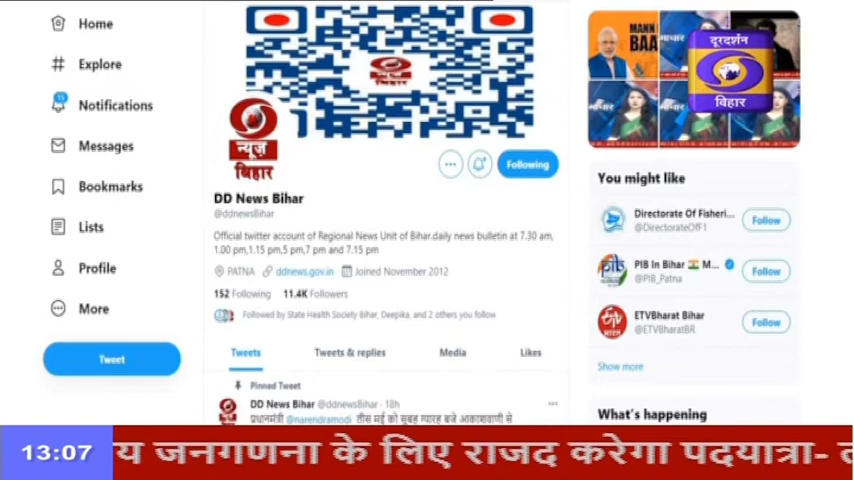 Home
Explore
15
Notifications
Messages
Bookmarks
Lists
Profile
More
Tweet
न्यूज़
बिहार
Following
DD News Bihar
@ddnewsBihar
Official twitter account of Regional News Unit of Bihar.daily news bulletin at 7.30 am,
1.00 pm,1.15 pm,5 pm,7 pm and 7.15 pm
PATNA ddnews.gov.in Joined November 2012
152 Following 11.4K Followers
Followed by State Health Society Bihar, Deepika, and 2 others you follow
Tweets Tweets & replies Media Likes
Pinned Tweet
DD News Bihar @ddnewsBihar · 18h
प्रधानमंत्री @narendramodi तीस मई को सुबह ग्यारह बजे आकाशवाणी से
MANN
BAA
दूरदर्शन
बिहार
You might like
Directorate Of Fisheri...
@DirectorateOfF1
Follow
PIB In Bihar M...
@PIB_Patna
Follow
ETVBharat Bihar
@ETVBharatBR
Follow
Show more
What's happening
13:07
य जनगणना के लिए राजद करेगा पदयात्रा-